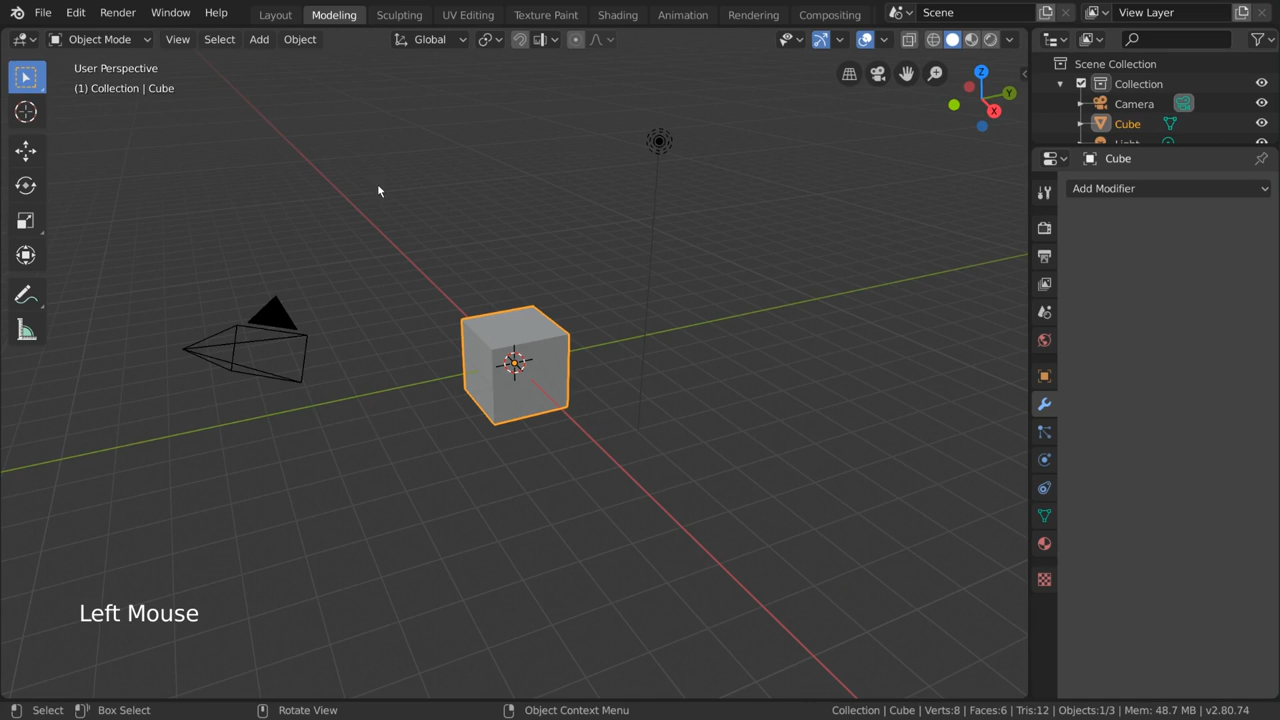 File Edit Render Window Help Layout Modeling Sculpting UV Editing Texture Paint Shading Animation Rendering Compositing Scene View Layer
Object Mode View Select Add Object Global
User Perspective
(1) Collection | Cube
Z
Y
X
Scene Collection
Collection
Camera
Cube
Light
Cube
Add Modifier
Left Mouse
Select Box Select Rotate View Object Context Menu Collection | Cube | Verts:8 | Faces:6 | Tris:12 | Objects:1/3 | Mem: 48.7 MB | v2.80.74